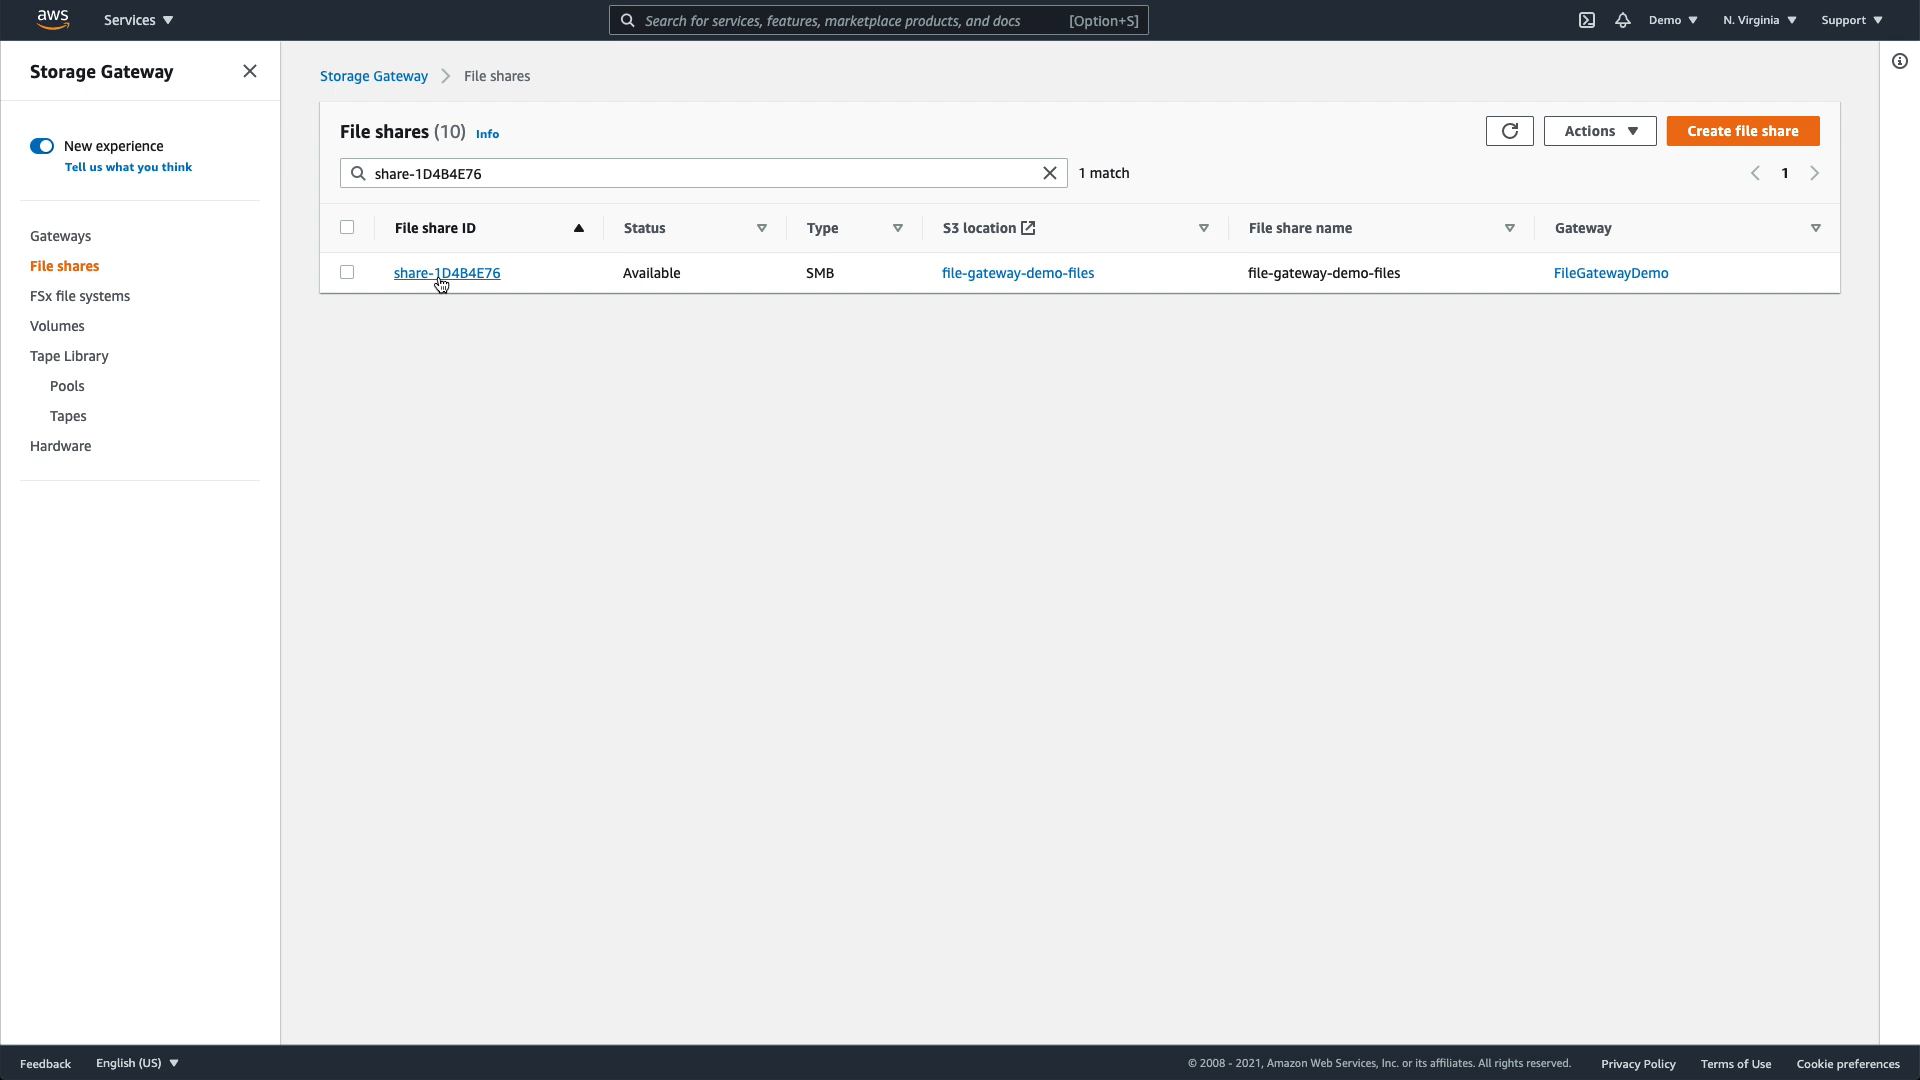 aws
Services
Search for services, features, marketplace products, and docs [Option+S]
Demo
N. Virginia
Support
Storage Gateway
New experience
Tell us what you think
Gateways
File shares
FSx file systems
Volumes
Tape Library
Pools
Tapes
Hardware
Storage Gateway File shares
File shares (10) Info
Actions
Create file share
share-1D4B4E76
1 match
1
File share ID Status Type S3 location File share name Gateway
share-1D4B4E76 Available SMB file-gateway-demo-files file-gateway-demo-files FileGatewayDemo
Feedback
English (US)
© 2008 - 2021, Amazon Web Services, Inc. or its affiliates. All rights reserved.
Privacy Policy
Terms of Use
Cookie preferences